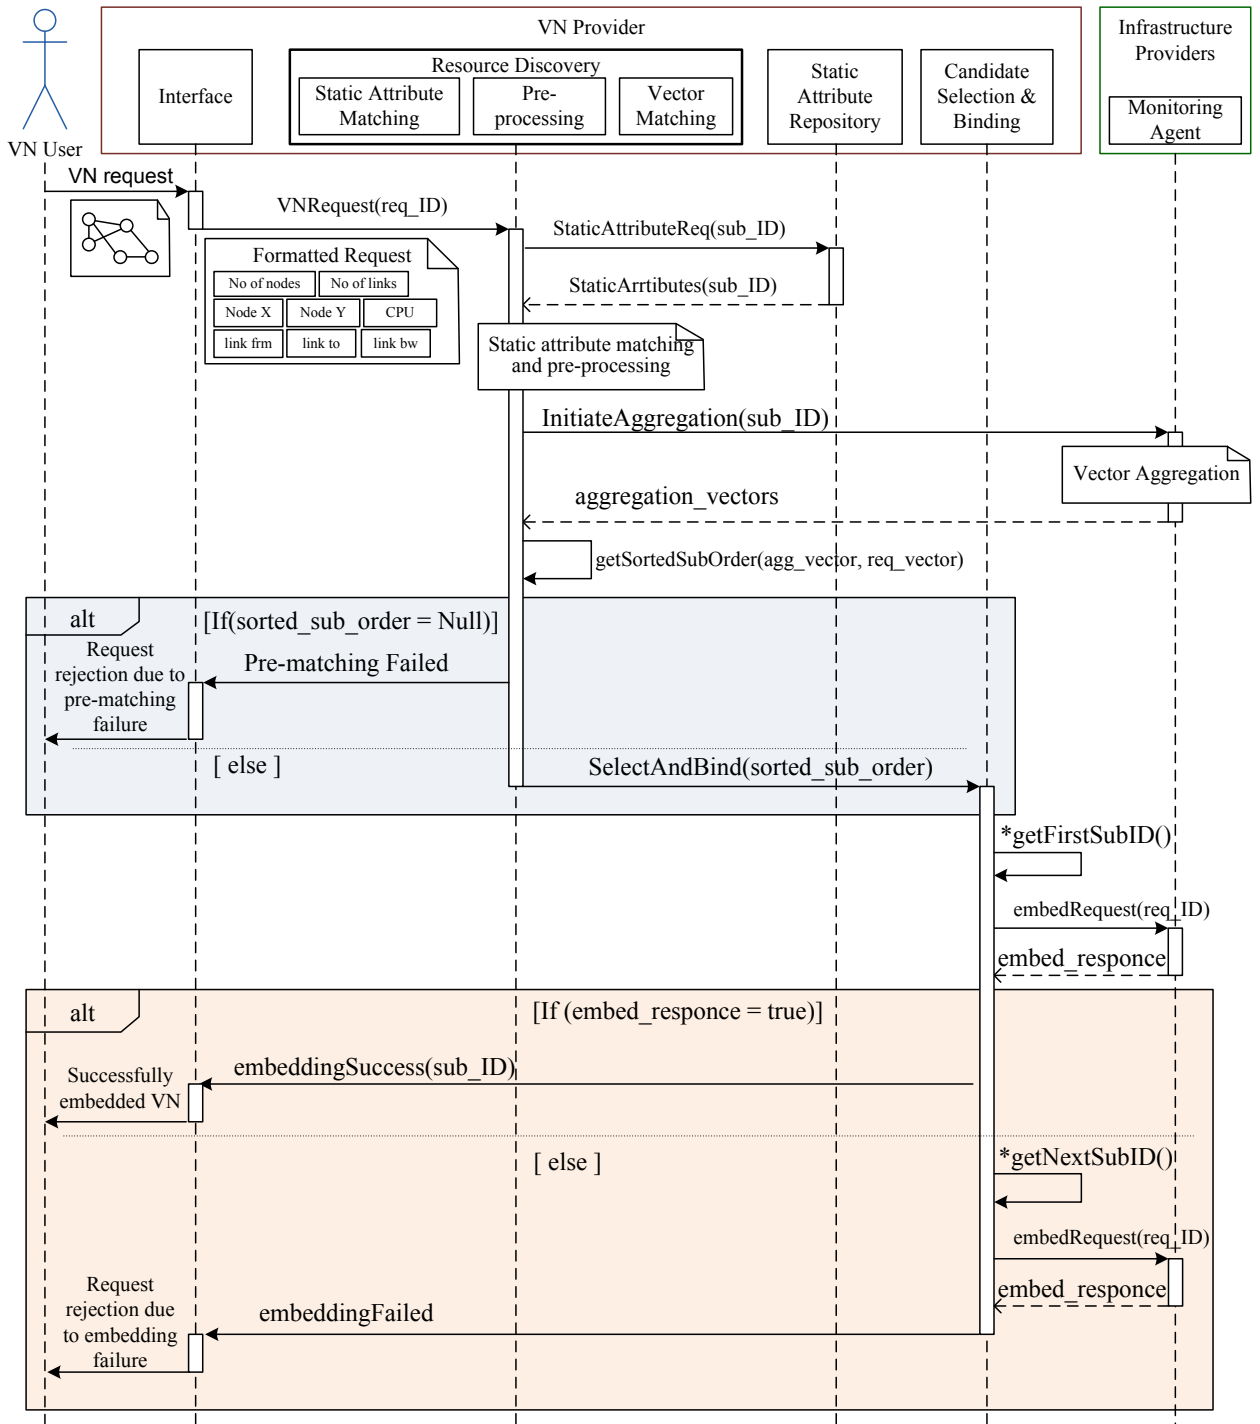 VN Provider
Infrastructure
Providers
Interface
Resource Discovery
Static Attribute
Matching
Pre-
processing
Vector
Matching
Static
Attribute
Repository
Candidate
Selection &
Binding
Monitoring
Agent
VN User
VN request
VNRequest(req_ID)
StaticAttributeReq(sub_ID)
Formatted Request
No of nodes
No of links
Node X
Node Y
CPU
link frm
link to
link bw
StaticArrtibutes(sub_ID)
Static attribute matching
and pre-processing
InitiateAggregation(sub_ID)
Vector Aggregation
aggregation_vectors
getSortedSubOrder(agg_vector, req_vector)
alt
[If(sorted_sub_order = Null)]
Request
rejection due to
pre-matching
failure
Pre-matching Failed
[ else ]
SelectAndBind(sorted_sub_order)
*getFirstSubID()
embedRequest(req_ID)
embed_responce
alt
[If (embed_responce = true)]
embeddingSuccess(sub_ID)
Successfully
embedded VN
[ else ]
*getNextSubID()
embedRequest(req_ID)
embed_responce
Request
rejection due
to embedding
failure
embeddingFailed